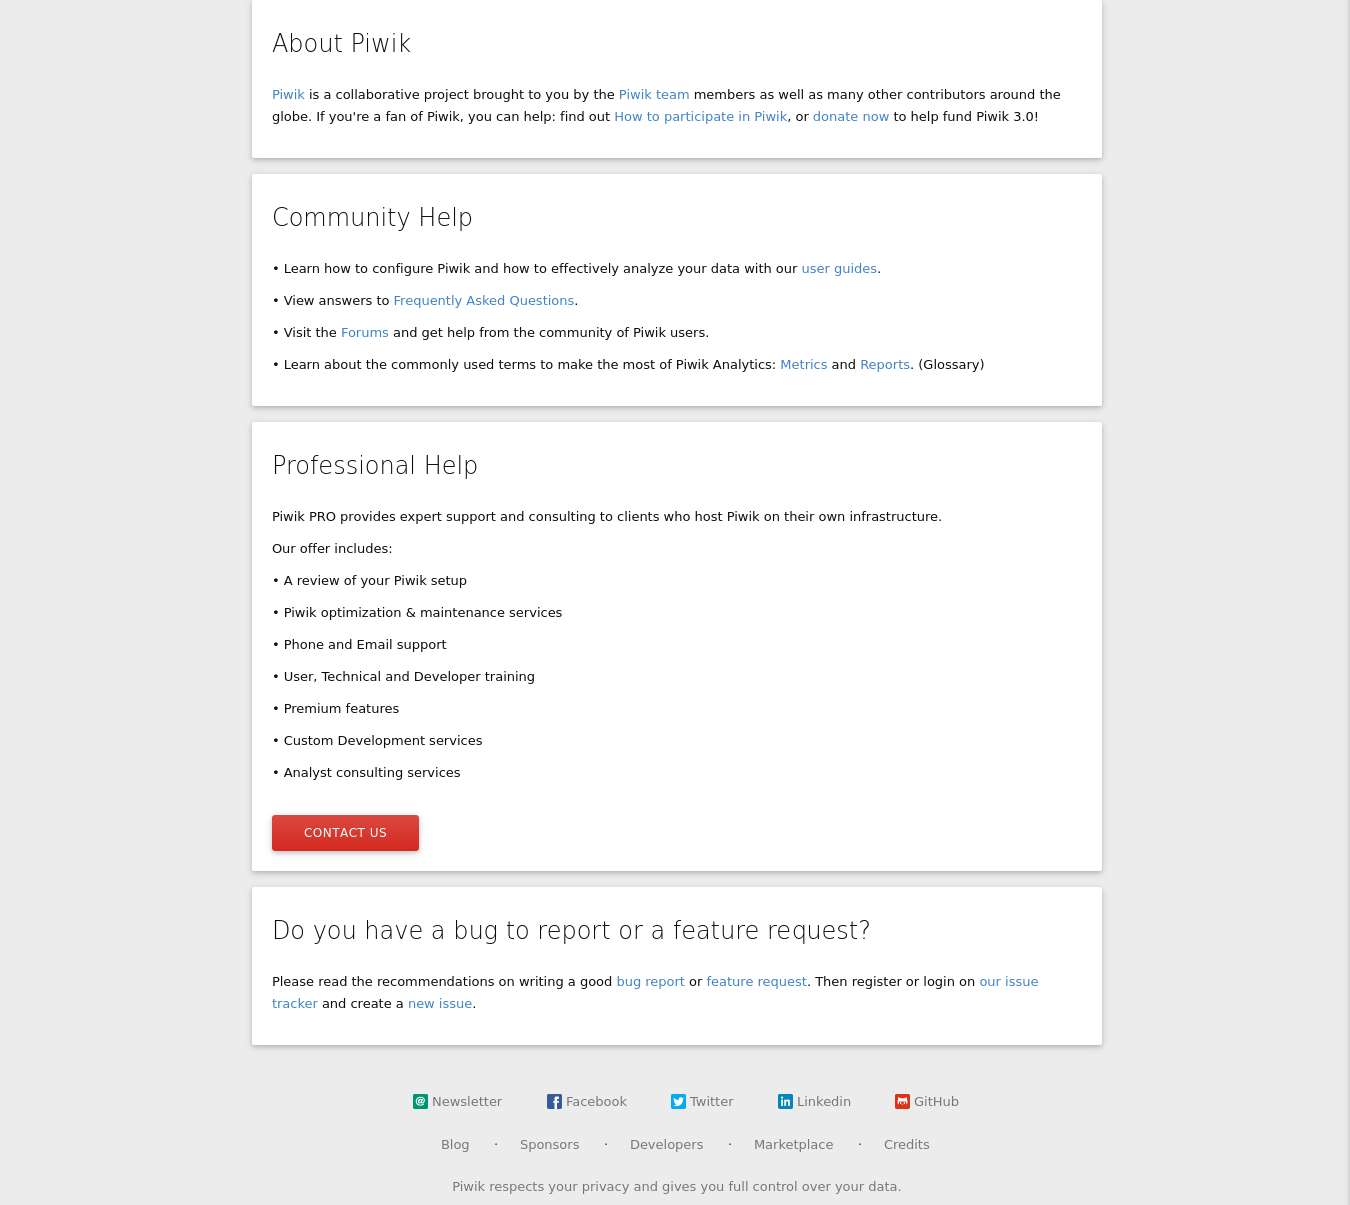 About Piwik
Piwik is a collaborative project brought to you by the Piwik team members as well as many other contributors around the
globe. If you're a fan of Piwik, you can help: find out How to participate in Piwik, or donate now to help fund Piwik 3.0!
Community Help
• Learn how to configure Piwik and how to effectively analyze your data with our user guides.
• View answers to Frequently Asked Questions.
• Visit the Forums and get help from the community of Piwik users.
• Learn about the commonly used terms to make the most of Piwik Analytics: Metrics and Reports. (Glossary)
Professional Help
Piwik PRO provides expert support and consulting to clients who host Piwik on their own infrastructure.
Our offer includes:
• A review of your Piwik setup
• Piwik optimization & maintenance services
• Phone and Email support
• User, Technical and Developer training
• Premium features
• Custom Development services
• Analyst consulting services
CONTACT US
Do you have a bug to report or a feature request?
Please read the recommendations on writing a good bug report or feature request. Then register or login on our issue
tracker and create a new issue.
Newsletter Facebook Twitter Linkedin GitHub
Blog · Sponsors · Developers · Marketplace · Credits
Piwik respects your privacy and gives you full control over your data.